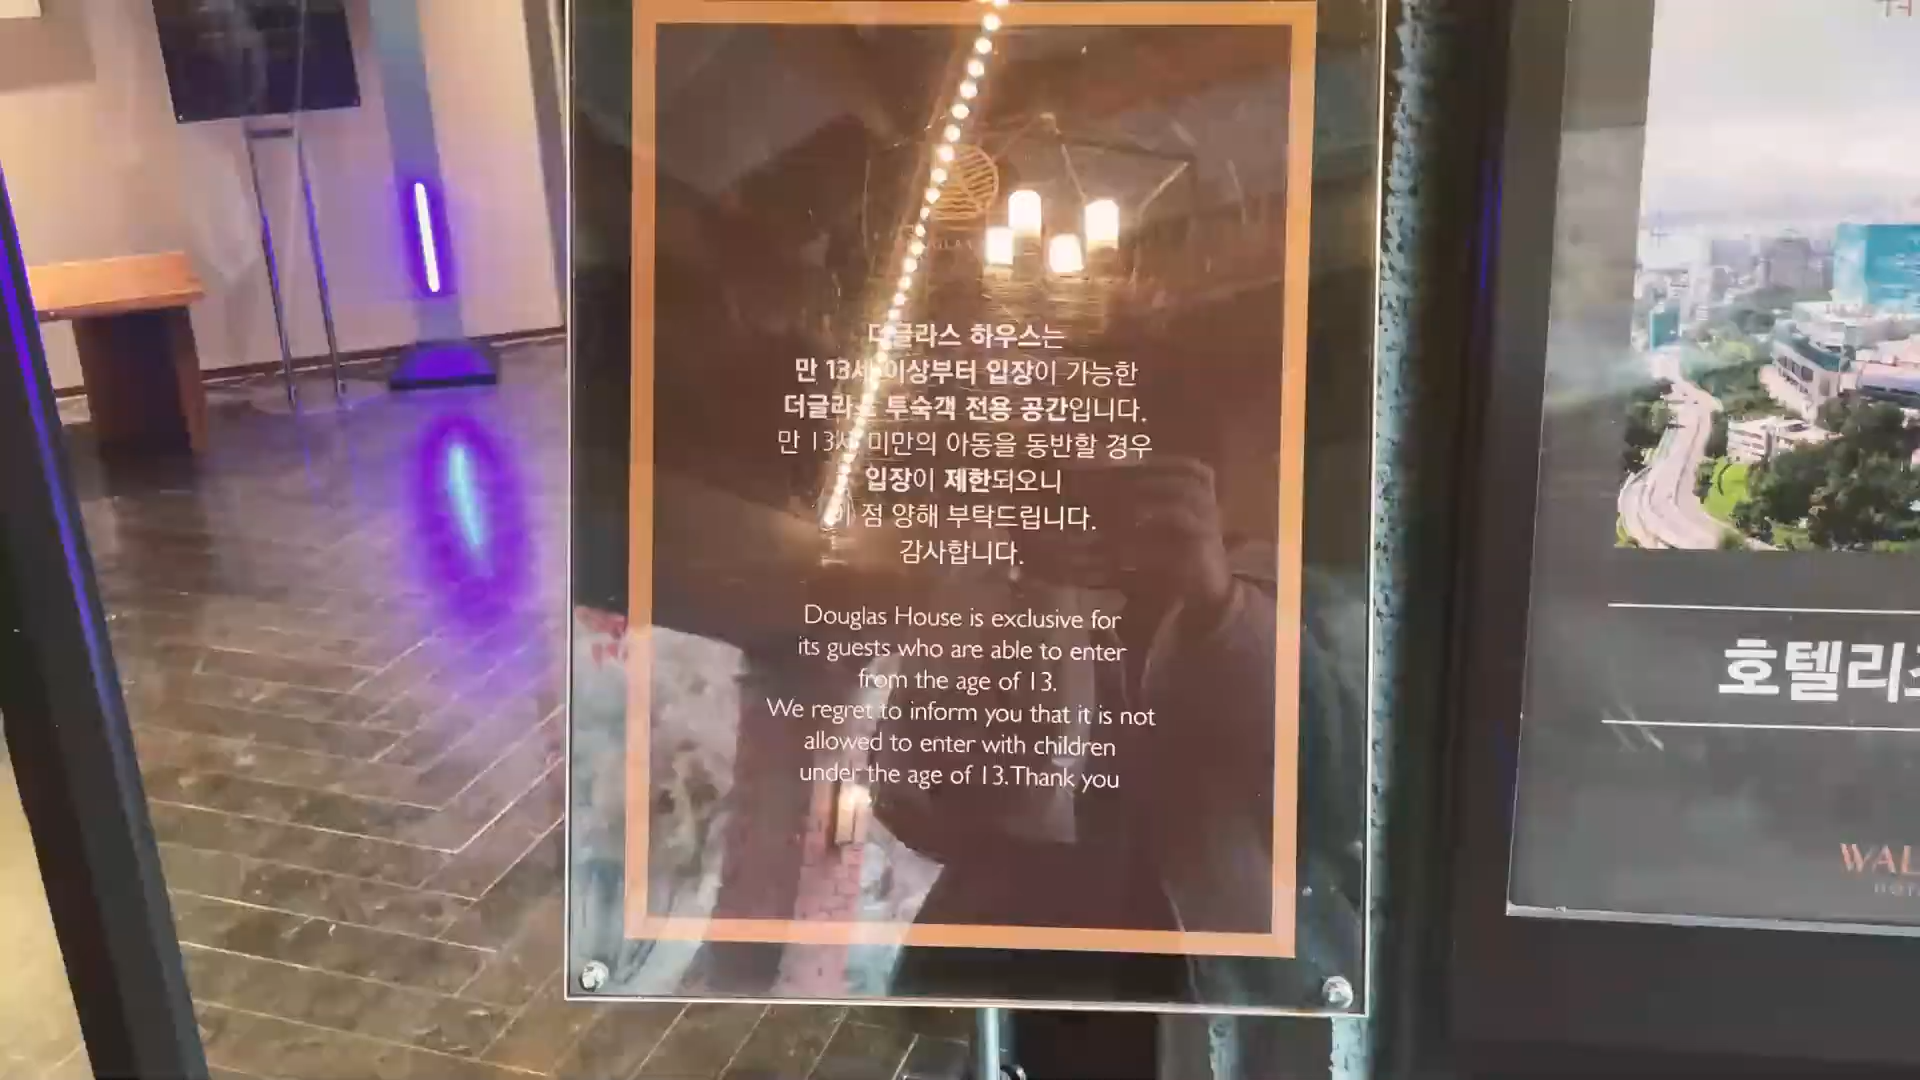 더글라스 하우스는
만 13세 이상부터 입장이 가능한
더글라스 투숙객 전용 공간입니다.
만 13세 미만의 아동을 동반할 경우
입장이 제한되오니
이 점 양해 부탁드립니다.
감사합니다.
Douglas House is exclusive for
its guests who are able to enter
from the age of 13.
We regret to inform you that it is not
allowed to enter with children
under the age of 13.Thank you
호텔리
WAL